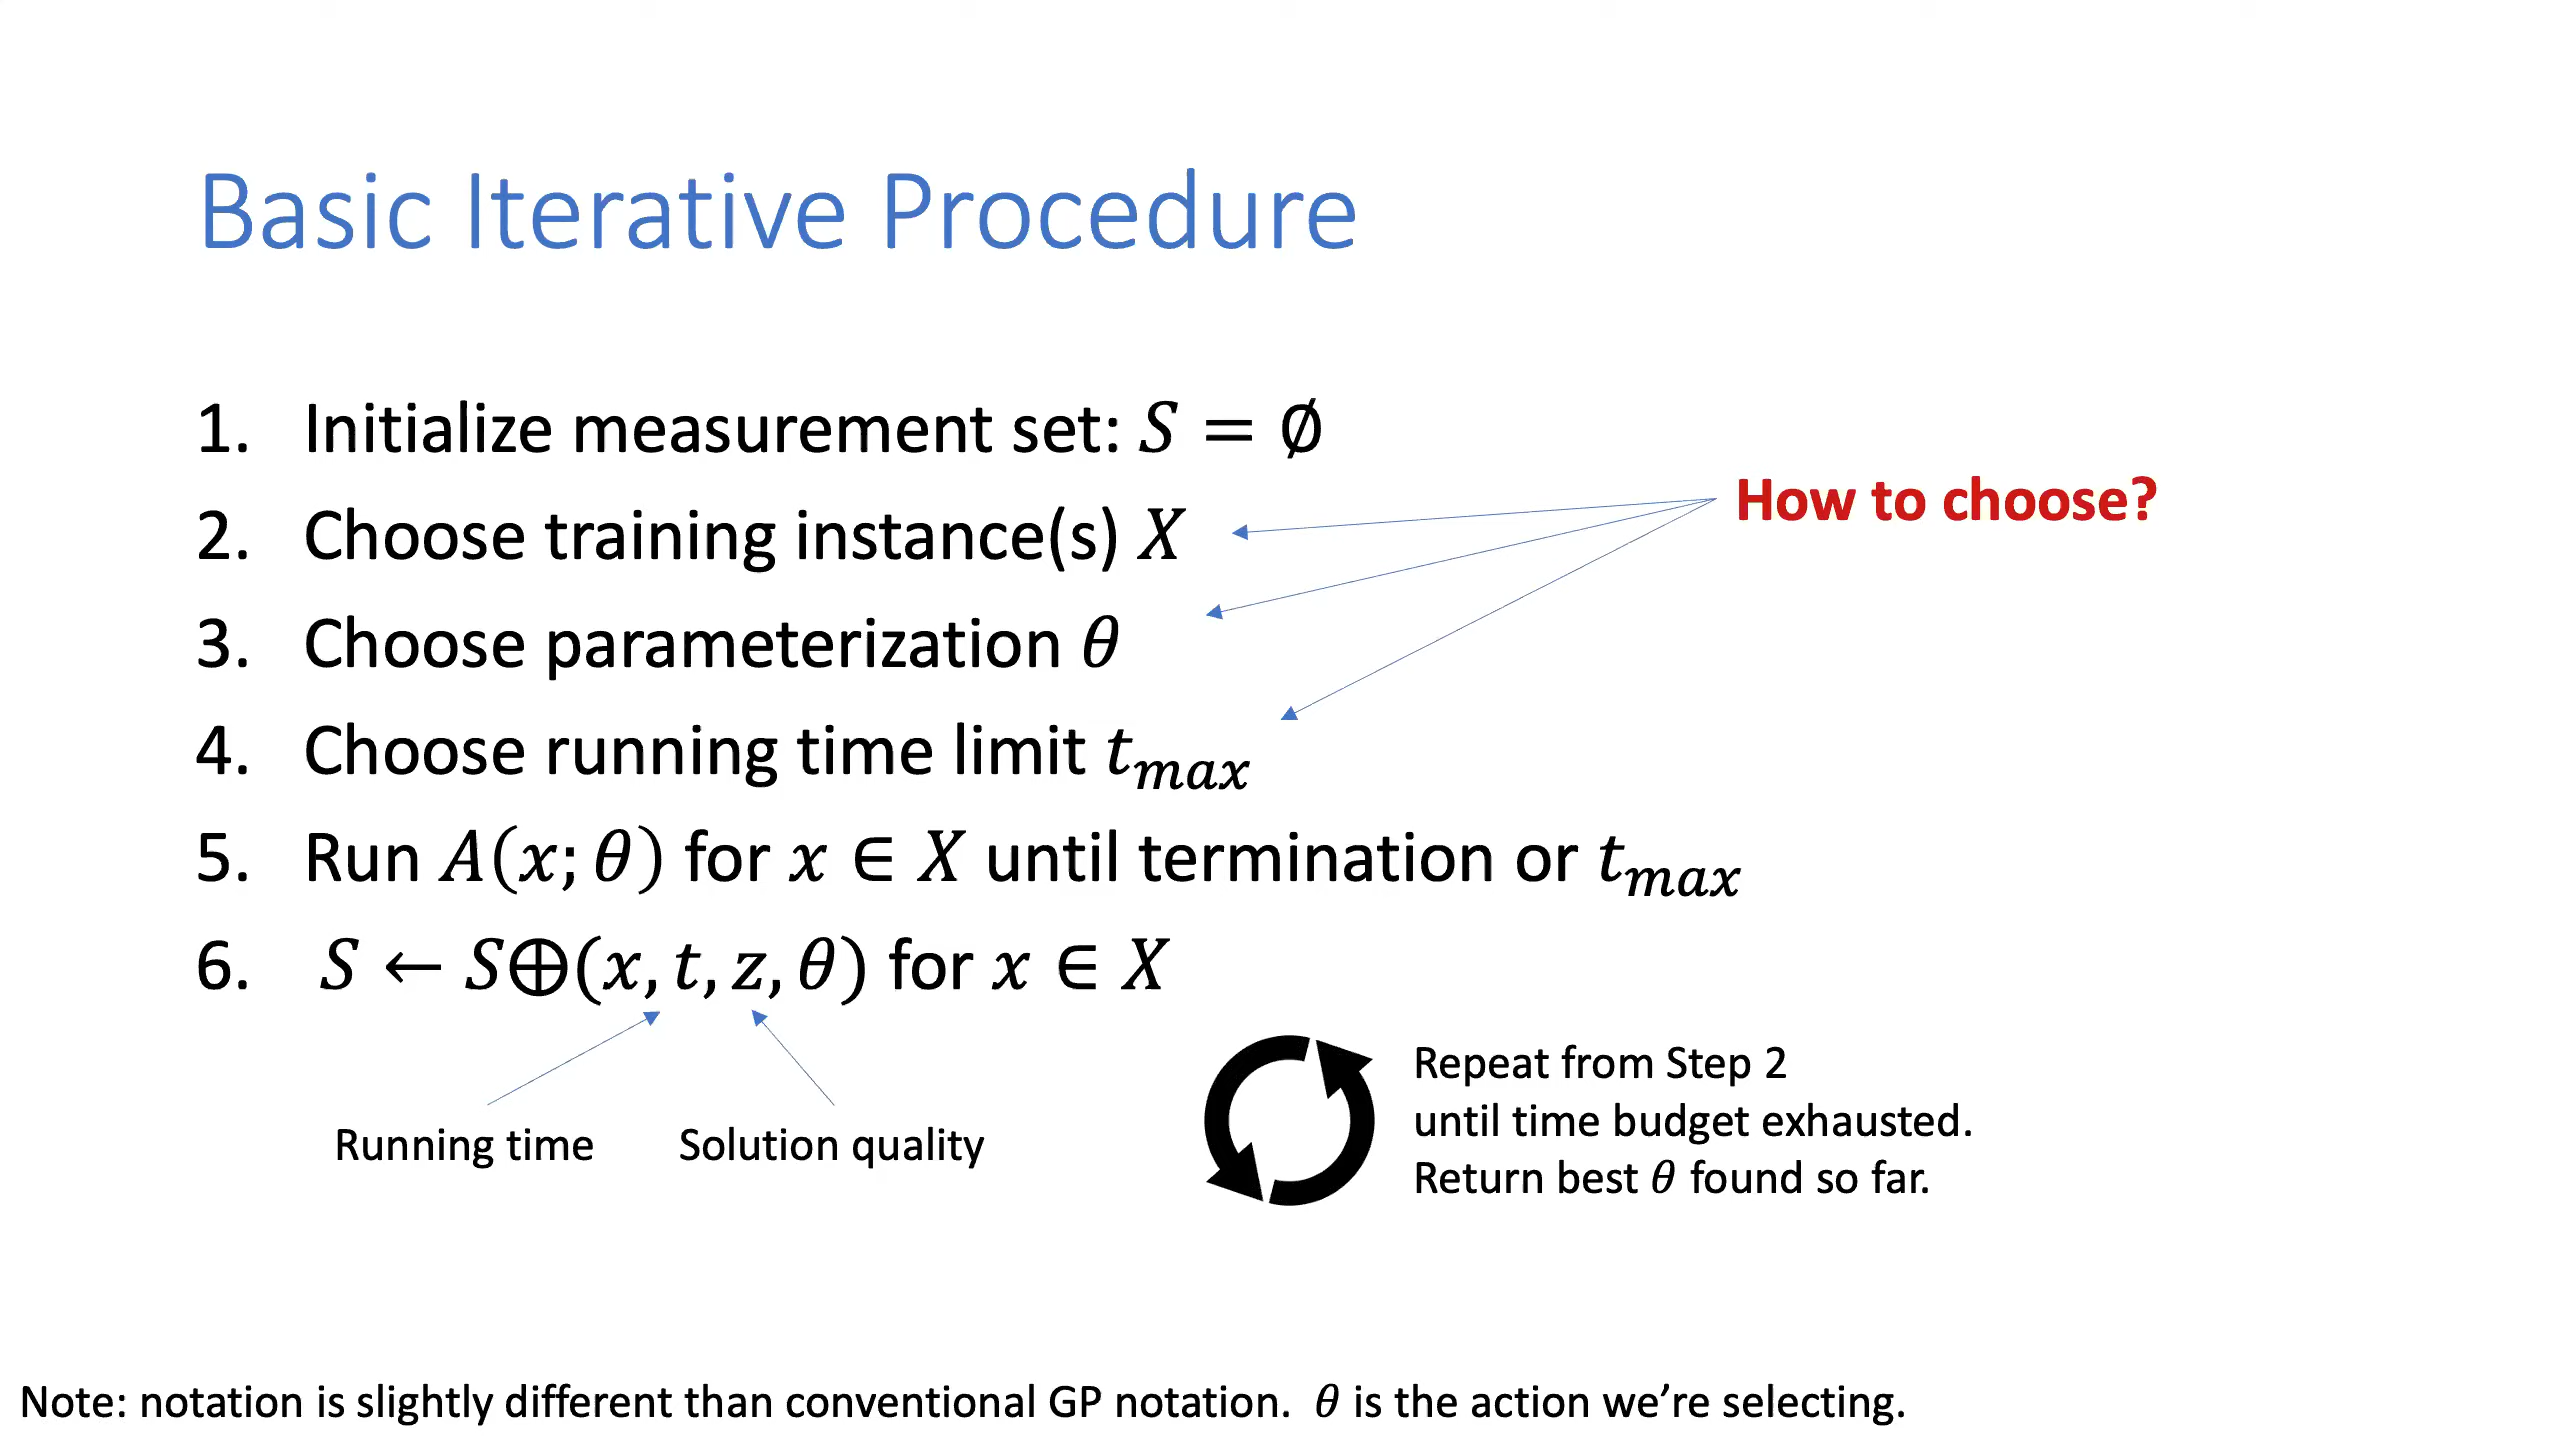 Basic Iterative Procedure
1. Initialize measurement set: S = ∅
How to choose?
2. Choose training instance(s) X
3. Choose parameterization θ
4. Choose running time limit t_max
5. Run A(x; θ) for x ∈ X until termination or t_max
6. S ← S⊕(x, t, z, θ) for x ∈ X
Running time
Solution quality
Repeat from Step 2
until time budget exhausted.
Return best θ found so far.
Note: notation is slightly different than conventional GP notation. θ is the action we’re selecting.